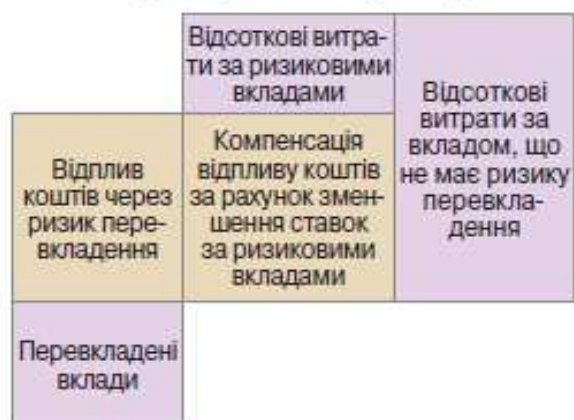 Відсоткові витра-
ти за ризиковими
вкладами
Відсоткові
витрати за
вкладом, що
не має ризику
перевкла-
дення
Відплив
коштів через
ризик пере-
вкладення
Компенсація
відпливу коштів
за рахунок змен-
шення ставок
за ризиковими
вкладами
Перевкладені
вклади